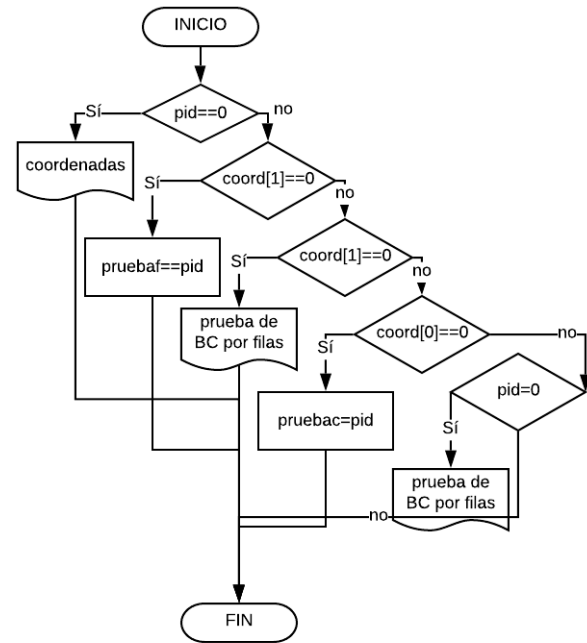 INICIO
pid==0
Sí
no
coordenadas
coord[1]==0
Sí
no
pruebaf==pid
coord[1]==0
Sí
no
prueba de
BC por filas
coord[0]==0
Sí
no
pruebac=pid
pid=0
Sí
prueba de
BC por filas
no
FIN